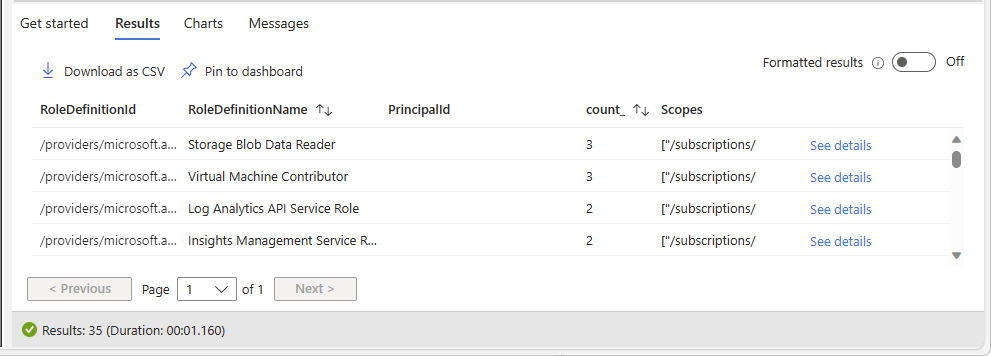 Get started Results Charts Messages
Download as CSV Pin to dashboard Formatted results Off
RoleDefinitionId RoleDefinitionName PrincipalId count_ Scopes
/providers/microsoft.a... Storage Blob Data Reader 3 ["/subscriptions/ See details
/providers/microsoft.a... Virtual Machine Contributor 3 ["/subscriptions/ See details
/providers/microsoft.a... Log Analytics API Service Role 2 ["/subscriptions/ See details
/providers/microsoft.a... Insights Management Service R... 2 ["/subscriptions/ See details
< Previous Page 1 of 1 Next >
Results: 35 (Duration: 00:01.160)